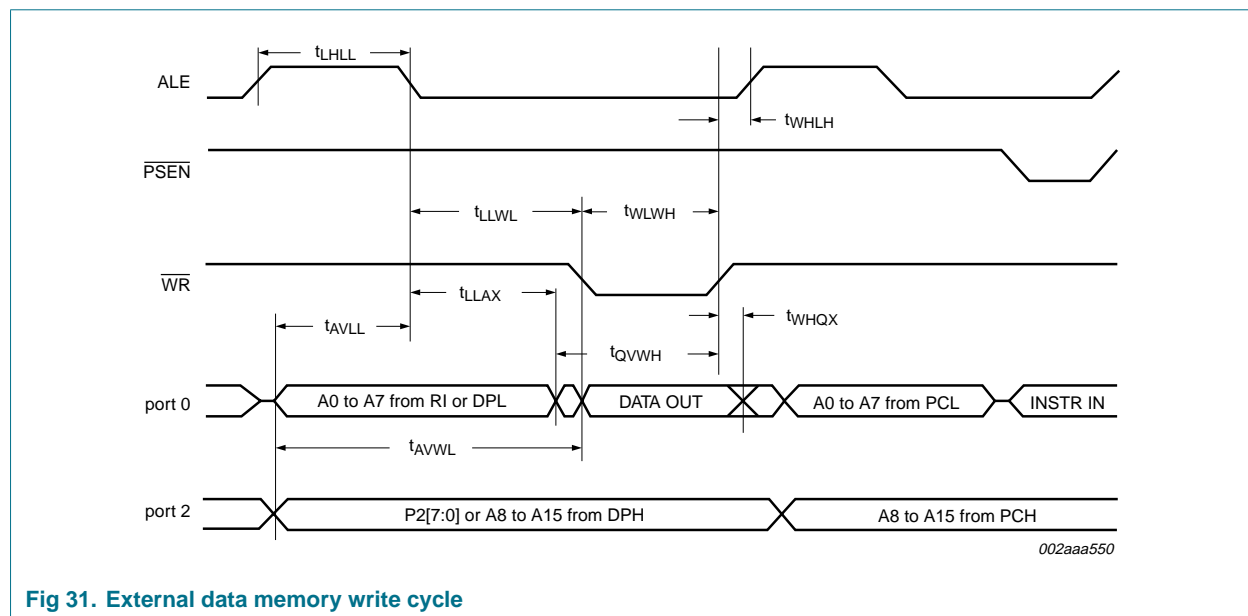 tLHLL
ALE
tWHLH
PSEN
tLLWL
tWLWH
WR
tLLAX
tWHQX
tAVLL
tQVWH
port 0
A0 to A7 from RI or DPL
DATA OUT
A0 to A7 from PCL
INSTR IN
tAVWL
port 2
P2[7:0] or A8 to A15 from DPH
A8 to A15 from PCH
002aaa550
Fig 31. External data memory write cycle